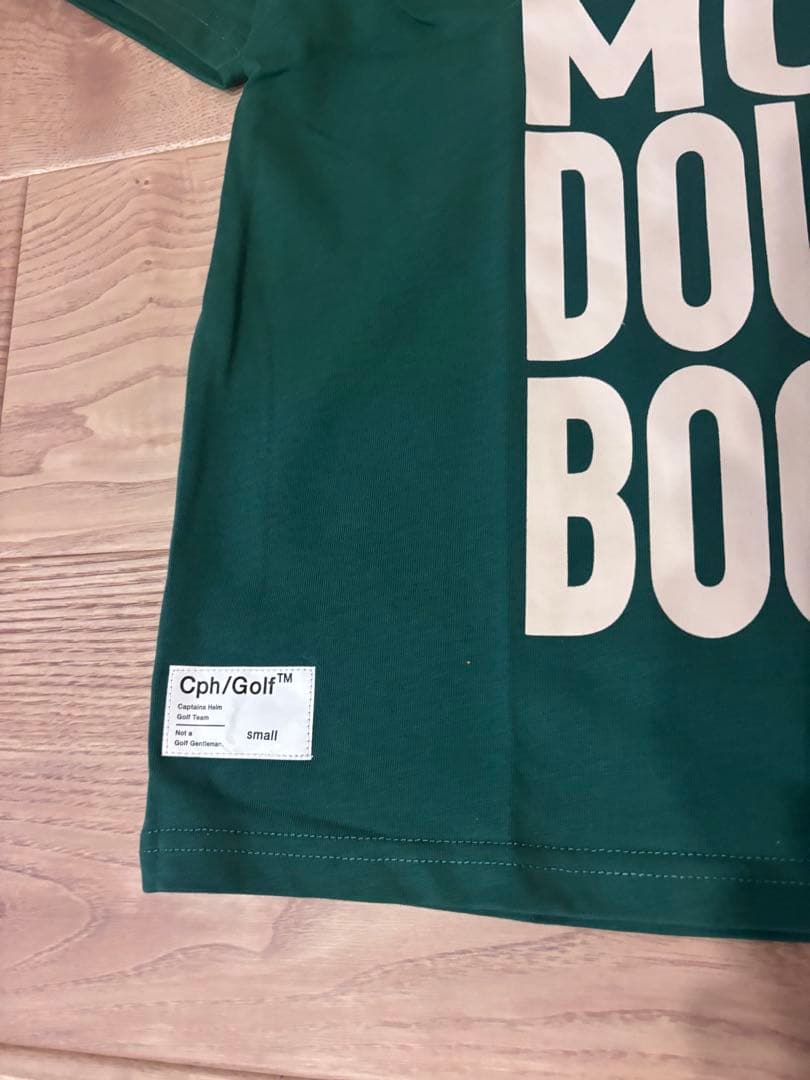 MO
DOU
BOO
Cph/Golf™
Captains Helm
Golf Team
Not a
Golf Gentleman.
small